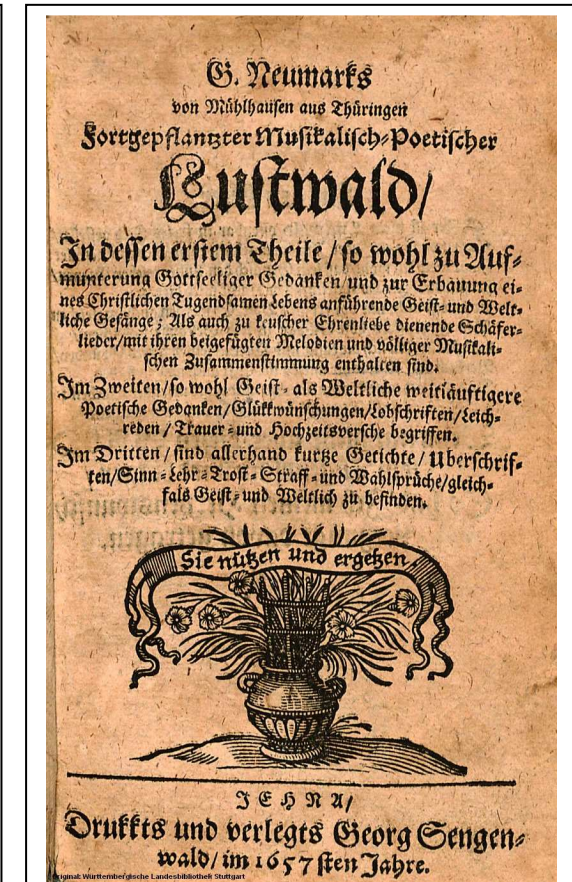 G. Neumarks
von Mühlhausen aus Thüringen
Fortgepflantzter Musikalisch-Poetischer
Lustwald/
In dessen erstem Theile / so wohl zu Auf-
munterung Gottseeliger Gedanken/und zur Erbauung ei-
nes Christlichen Tugendsamen Lebens anführende Geist- und Welt-
liche Gesänge; Als auch zu keuscher Ehrenliebe dienende Schäfer-
lieder/mit ihren beigefügten Melodien und völliger Musikali-
schen Zusammenstimmung enthalten sind.
Im Zweiten/so wohl Geist- als Weltliche weitläuftigere
Poetische Gedanken/Glükkwünschungen/Lobschriften/Leich-
reden / Trauer- und Hochzeitsversche begriffen.
Im Dritten / sind allerhand kurtze Getichte / Uberschrif-
ten/Sinn-Lehr-Trost-Straff- und Wahlsprüche/gleich-
fals Geist- und Weltlich zu befinden.
Sie nützen und ergetzen
JEHNA/
Drukkts und verlegts Georg Sengen-
wald/ im 1657sten Jahre.
Original: Württembergische Landesbibliothek Stuttgart